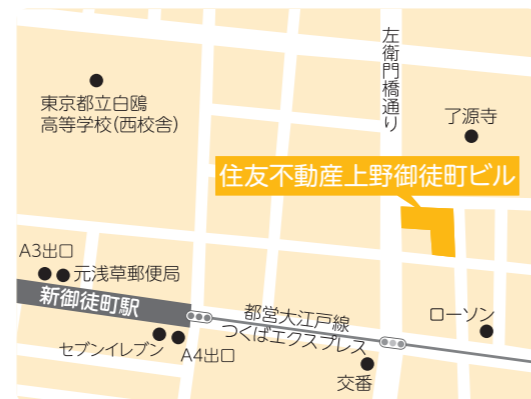 左衛門橋通り
東京都立白鴎
高等学校(西校舎)
了源寺
住友不動産上野御徒町ビル
A3出口
元浅草郵便局
新御徒町駅
都営大江戸線
つくばエクスプレス
ローソン
セブンイレブン
A4出口
交番